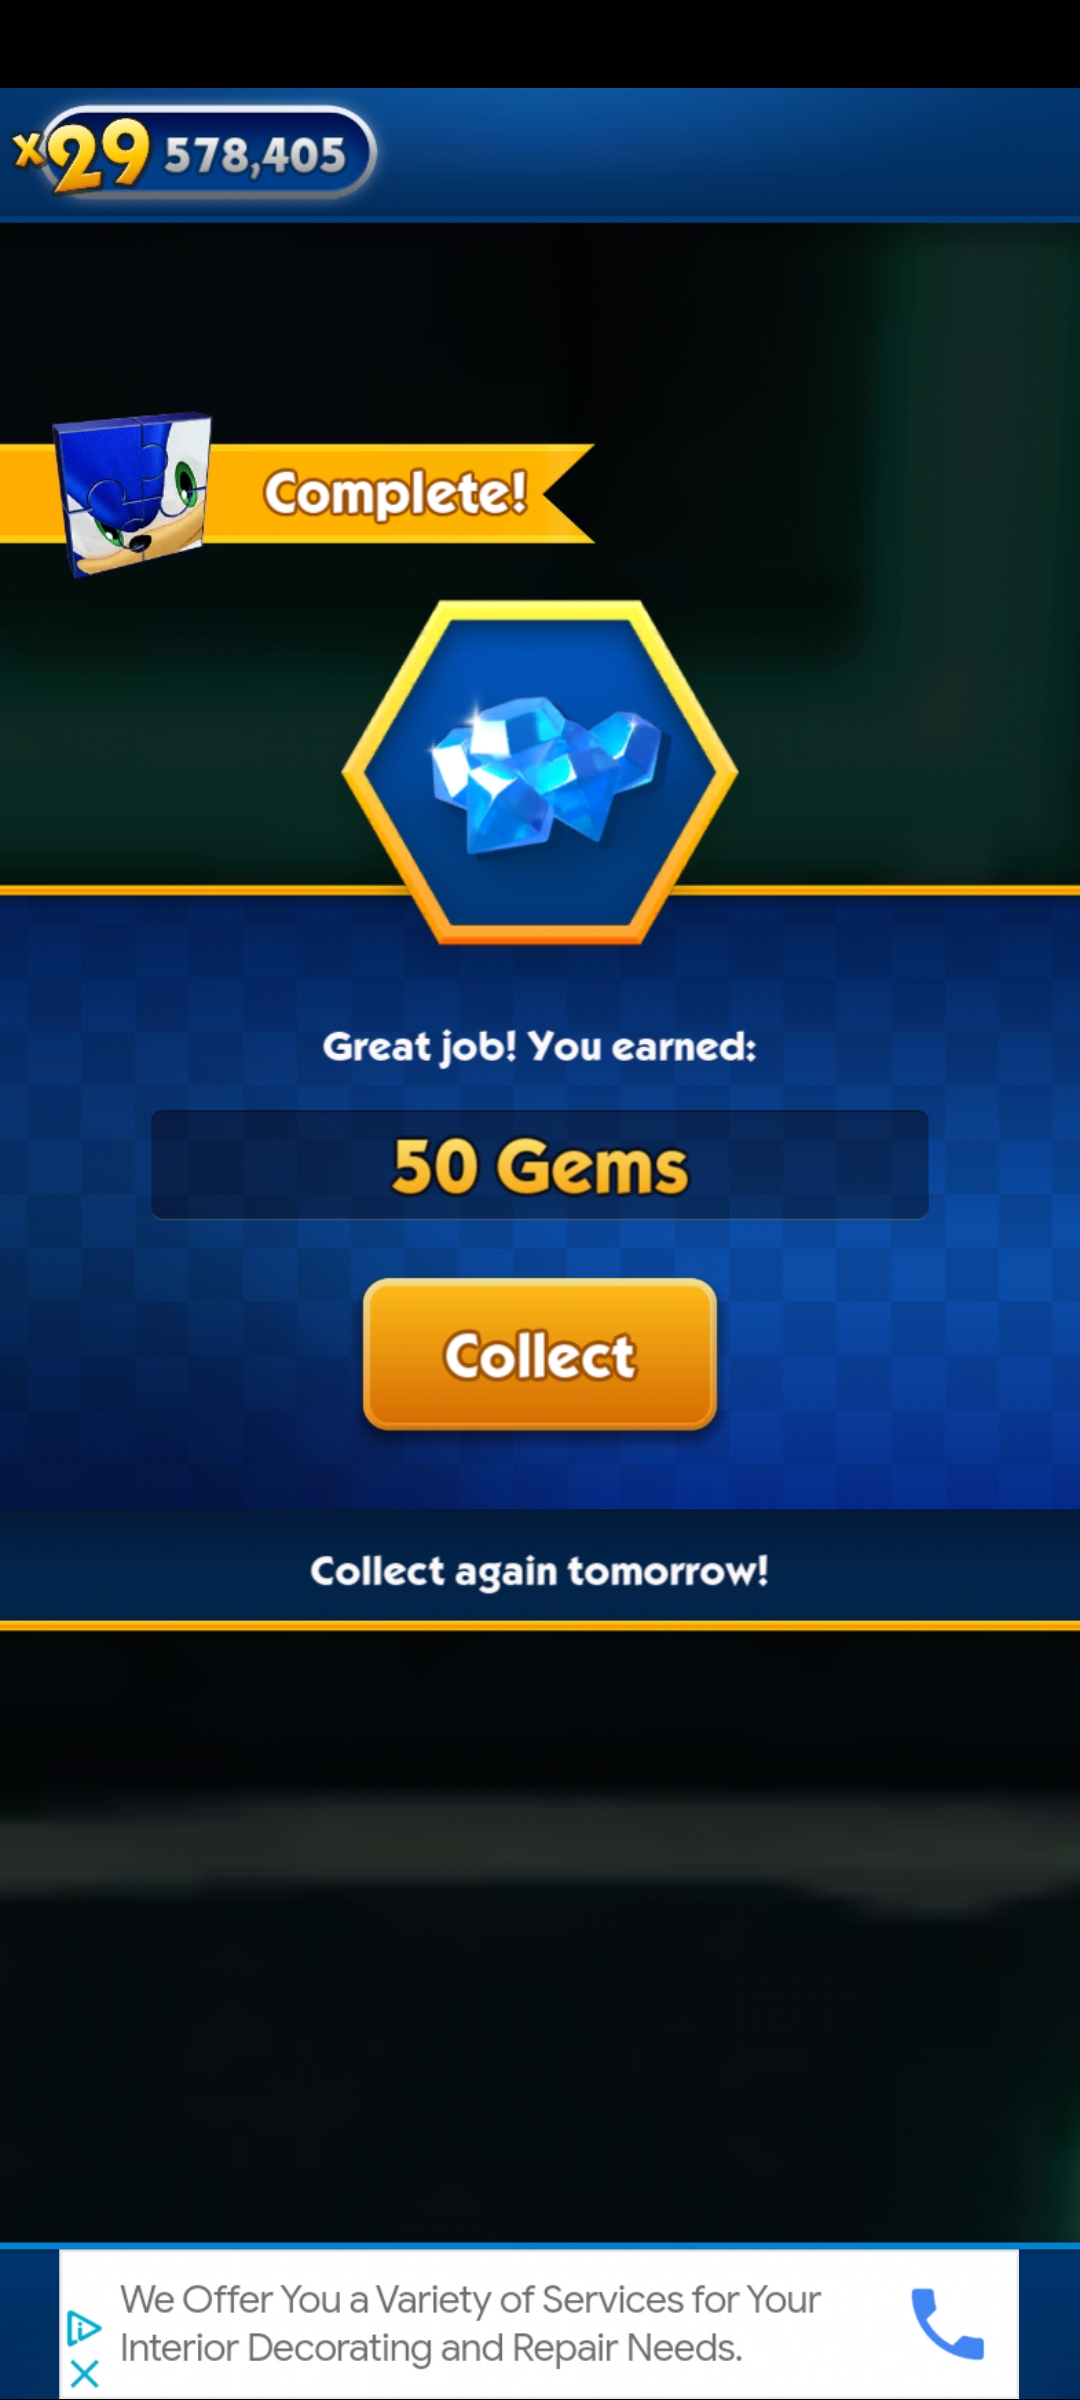 x29 578,405
Complete!
Great job! You earned:
50 Gems
Collect
Collect again tomorrow!
We Offer You a Variety of Services for Your
Interior Decorating and Repair Needs.